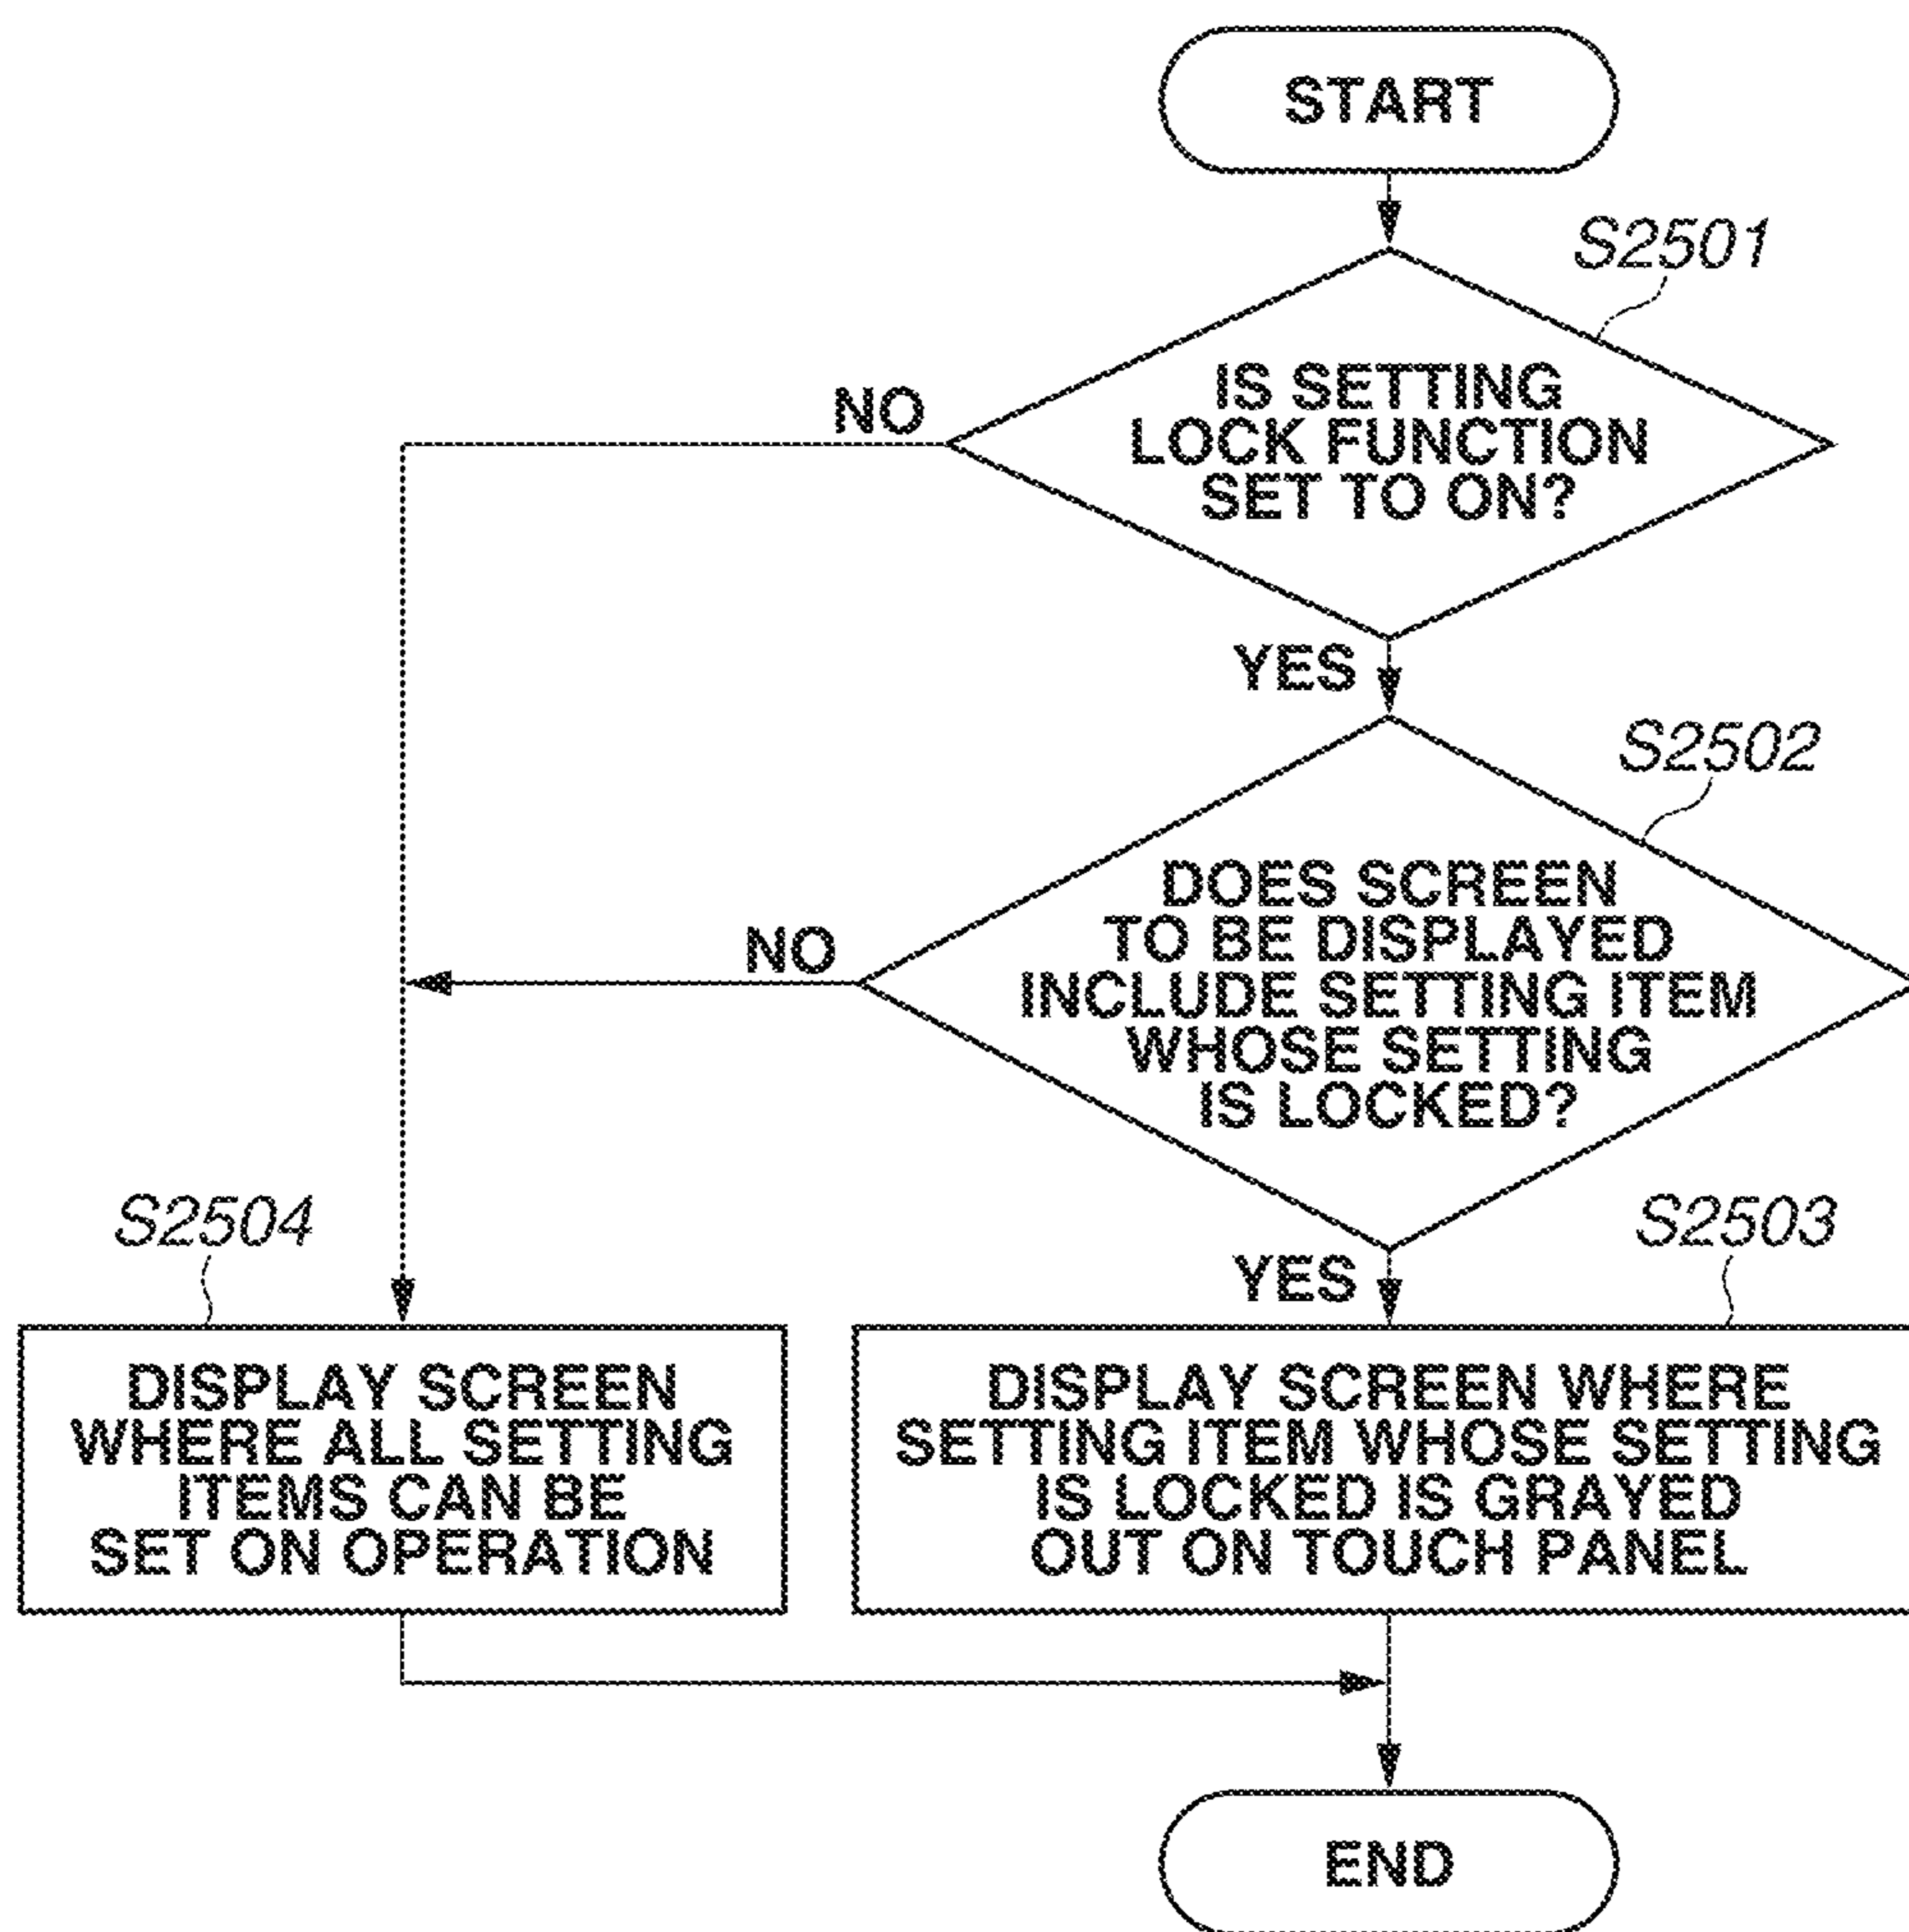 START
S2501
IS SETTING
LOCK FUNCTION
SET TO ON?
NO
YES
S2502
DOES SCREEN
TO BE DISPLAYED
INCLUDE SETTING ITEM
WHOSE SETTING
IS LOCKED?
NO
YES
S2504
DISPLAY SCREEN
WHERE ALL SETTING
ITEMS CAN BE
SET ON OPERATION
S2503
DISPLAY SCREEN WHERE
SETTING ITEM WHOSE SETTING
IS LOCKED IS GRAYED
OUT ON TOUCH PANEL
END